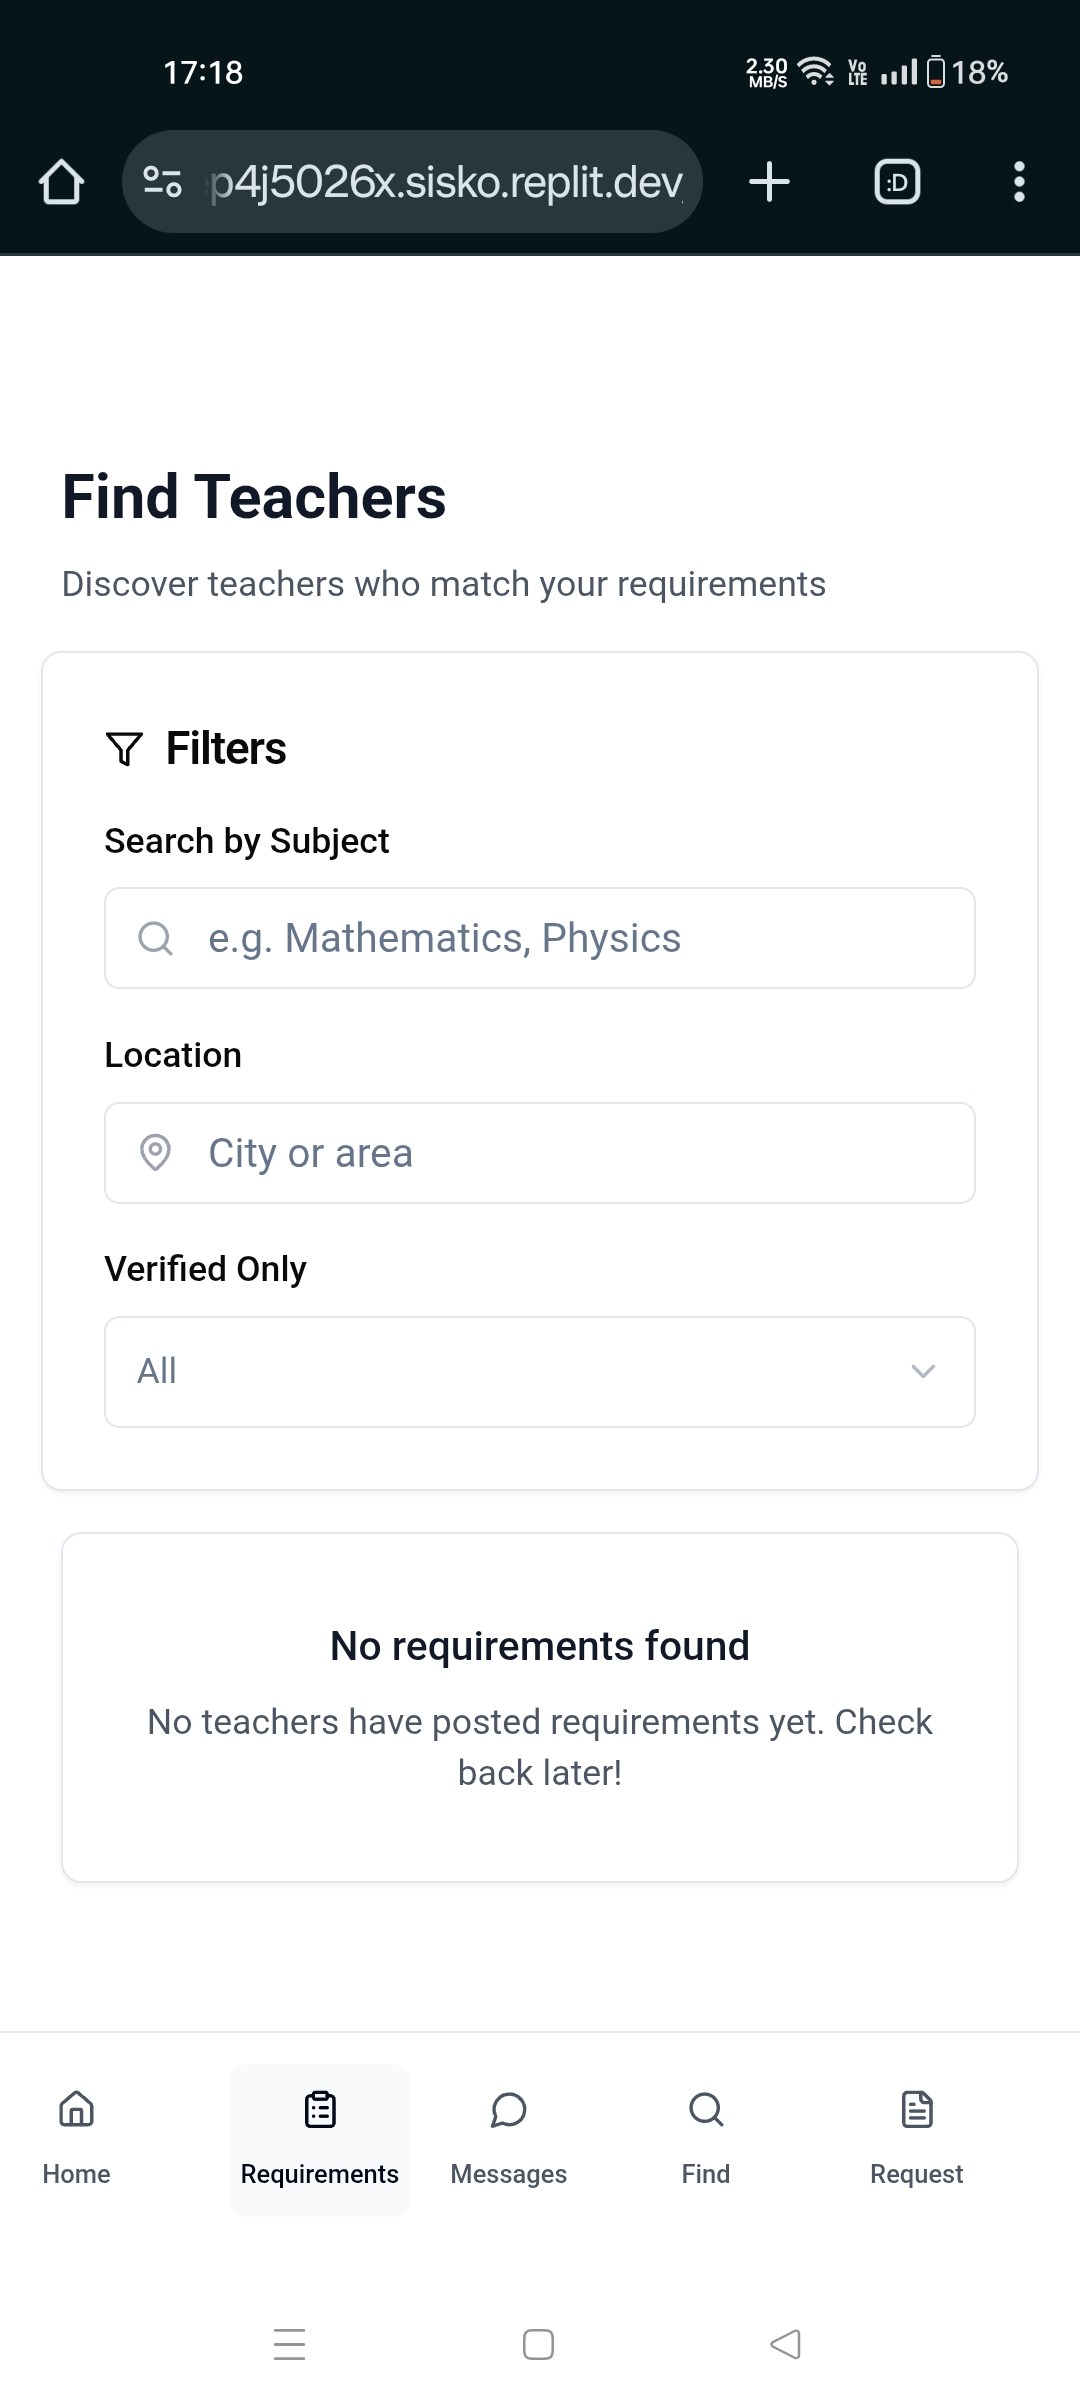 17:18
2.30
MB/S
Vo
LTE
18%
p4j5026x.sisko.replit.dev
:D
Find Teachers
Discover teachers who match your requirements
Filters
Search by Subject
e.g. Mathematics, Physics
Location
City or area
Verified Only
All
No requirements found
No teachers have posted requirements yet. Check
back later!
Home
Requirements
Messages
Find
Request